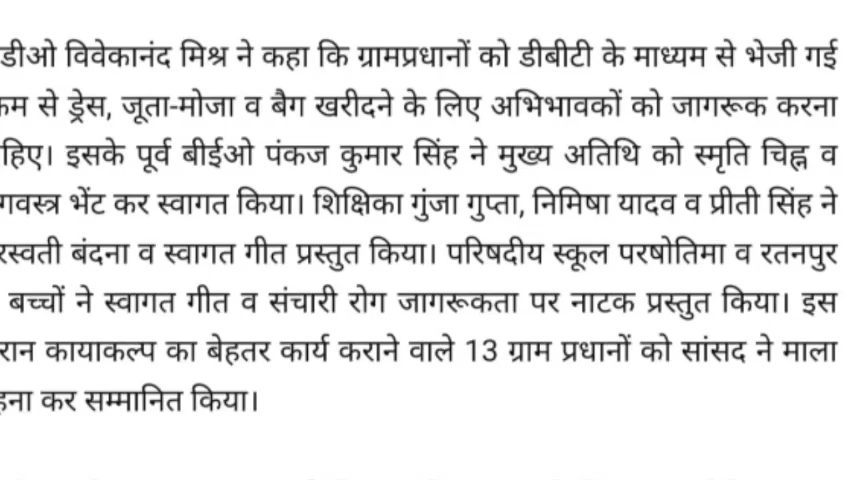 डीओ विवेकानंद मिश्र ने कहा कि ग्रामप्रधानों को डीबीटी के माध्यम से भेजी गई
से ड्रेस, जूता-मोजा व बैग खरीदने के लिए अभिभावकों को जागरूक करना
हिए। इसके पूर्व बीईओ पंकज कुमार सिंह ने मुख्य अतिथि को स्मृति चिह्न व
गवस्त्र भेंट कर स्वागत किया। शिक्षिका गुंजा गुप्ता, निमिषा यादव व प्रीती सिंह ने
रस्वती बंदना व स्वागत गीत प्रस्तुत किया। परिषदीय स्कूल परषोतिमा व रतनपुर
बच्चों ने स्वागत गीत व संचारी रोग जागरूकता पर नाटक प्रस्तुत किया। इस
रान कायाकल्प का बेहतर कार्य कराने वाले 13 ग्राम प्रधानों को सांसद ने माला
हना कर सम्मानित किया।